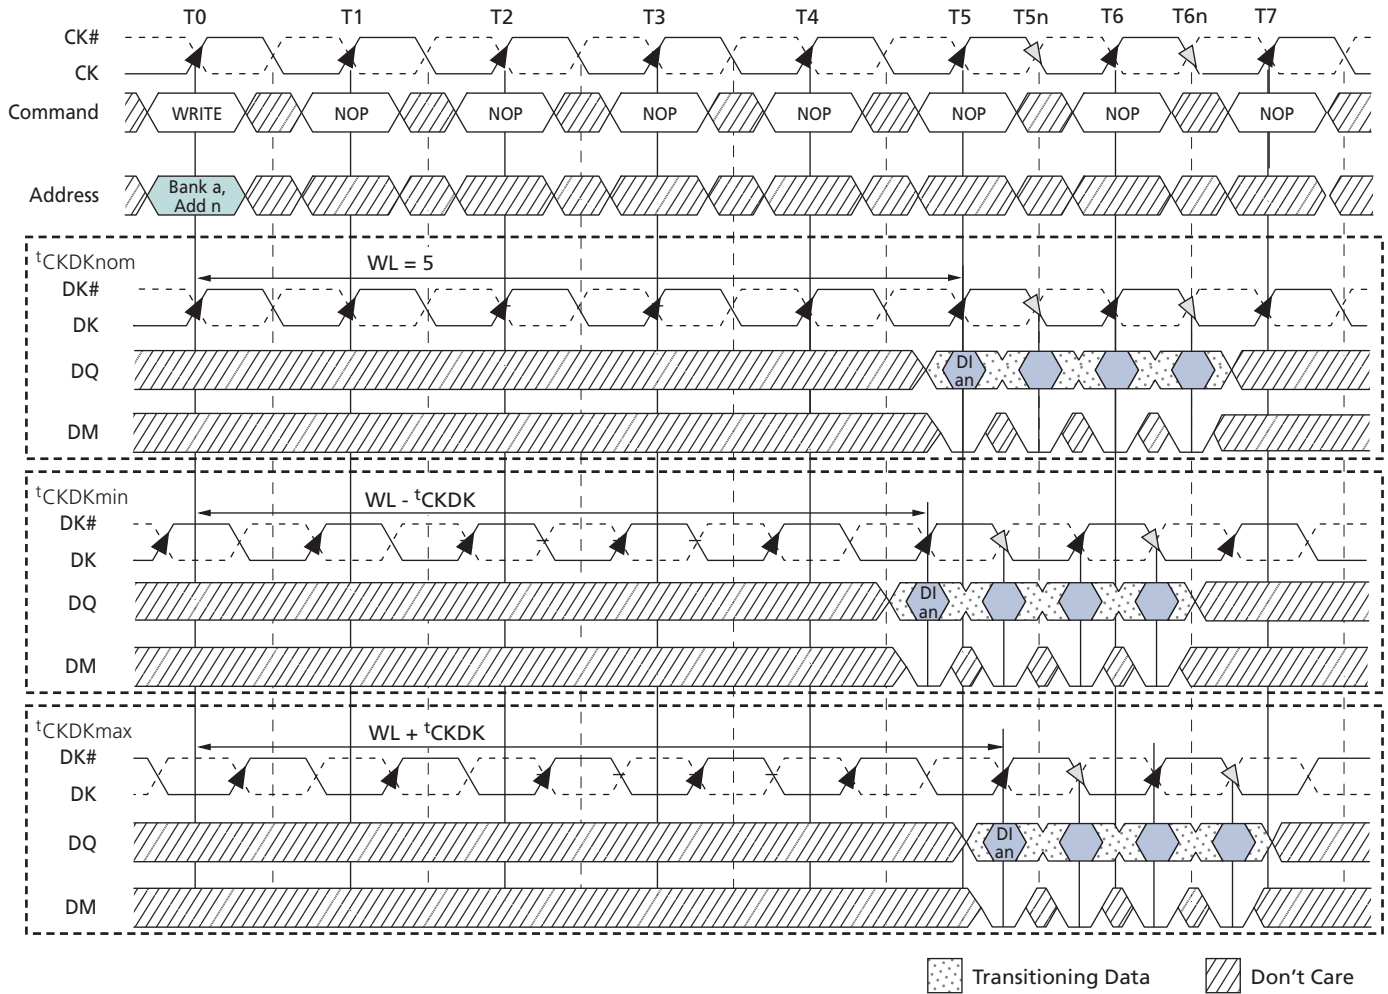 T0 T1 T2 T3 T4 T5 T5n T6 T6n T7
CK#
CK
Command WRITE NOP NOP NOP NOP NOP NOP NOP
Address Bank a,
Add n
tCKDKnom
WL = 5
DK#
DK
DQ DI
an
DM
tCKDKmin
WL - tCKDK
DK#
DK
DQ DI
an
DM
tCKDKmax
WL + tCKDK
DK#
DK
DQ DI
an
DM
Transitioning Data Don't Care